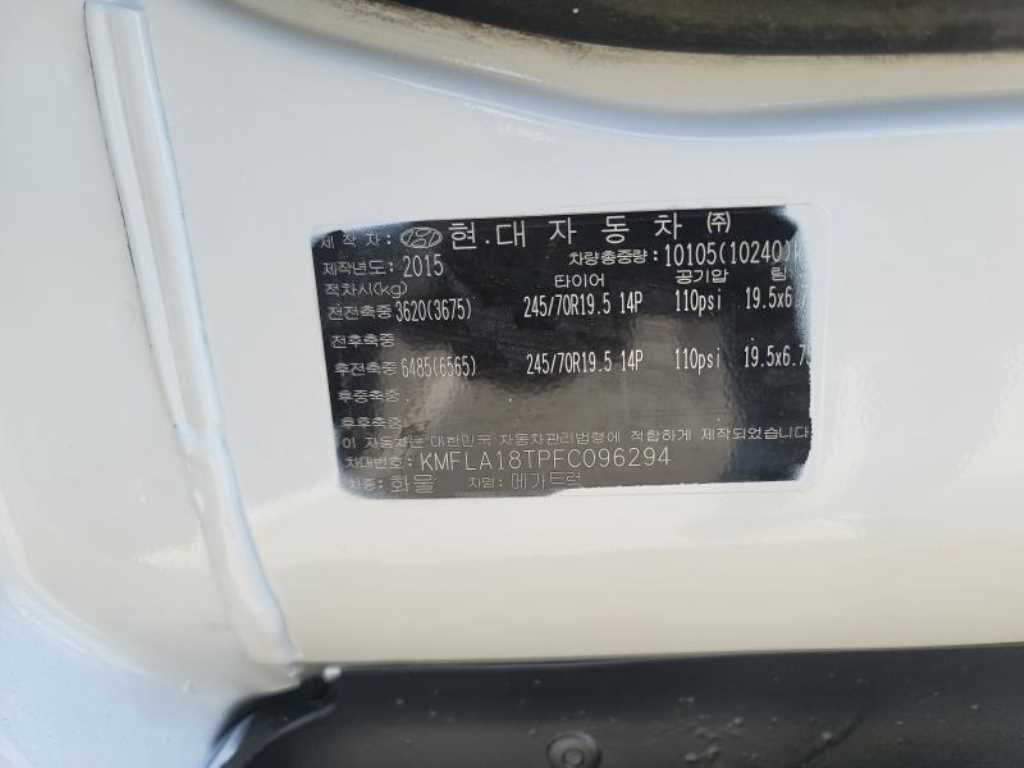 제 작 자: 현.대 자 동 차 ㈜
제작년도: 2015 차량총중량: 10105(10240)
적차시(kg) 타이어 공기압 림
전전축중 3620(3675) 245/70R19.5 14P 110psi 19.5x6.7
전후축중
후전축중 6485(6565) 245/70R19.5 14P 110psi 19.5x6.75
후중축중
후후축중
이 자동차는 대한민국 자동차관리법령에 적합하게 제작되었습니다
차대번호: KMFLA18TPFC096294
차종: 화물 차명: 메가트럭